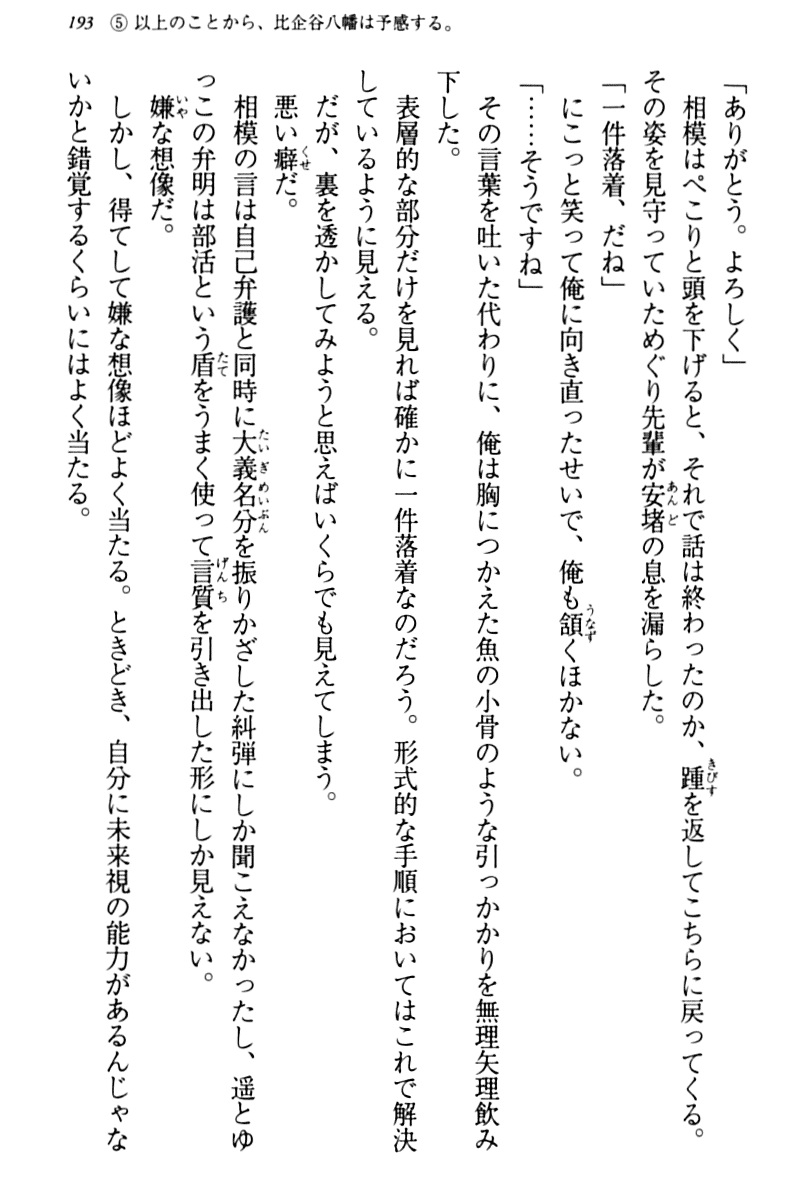 193 ⑤以上のことから、比企谷八幡は予感する。
「ありがとう。よろしく」
　相模はぺこりと頭を下げると、それで話は終わったのか、踵を返してこちらに戻ってくる。
その姿を見守っていためぐり先輩が安堵の息を漏らした。
「一件落着、だね」
　にこっと笑って俺に向き直ったせいで、俺も頷くほかない。
「……そうですね」
　その言葉を吐いた代わりに、俺は胸につかえた魚の小骨のような引っかかりを無理矢理飲み
下した。
　表層的な部分だけを見れば確かに一件落着なのだろう。形式的な手順においてはこれで解決
しているように見える。
　だが、裏を透かしてみようと思えばいくらでも見えてしまう。
　悪い癖だ。
　相模の言は自己弁護と同時に大義名分を振りかざした糾弾にしか聞こえなかったし、遥とゆ
っこの弁明は部活という盾をうまく使って言質を引き出した形にしか見えない。
　嫌な想像だ。
　しかし、得てして嫌な想像ほどよく当たる。ときどき、自分に未来視の能力があるんじゃな
いかと錯覚するくらいにはよく当たる。